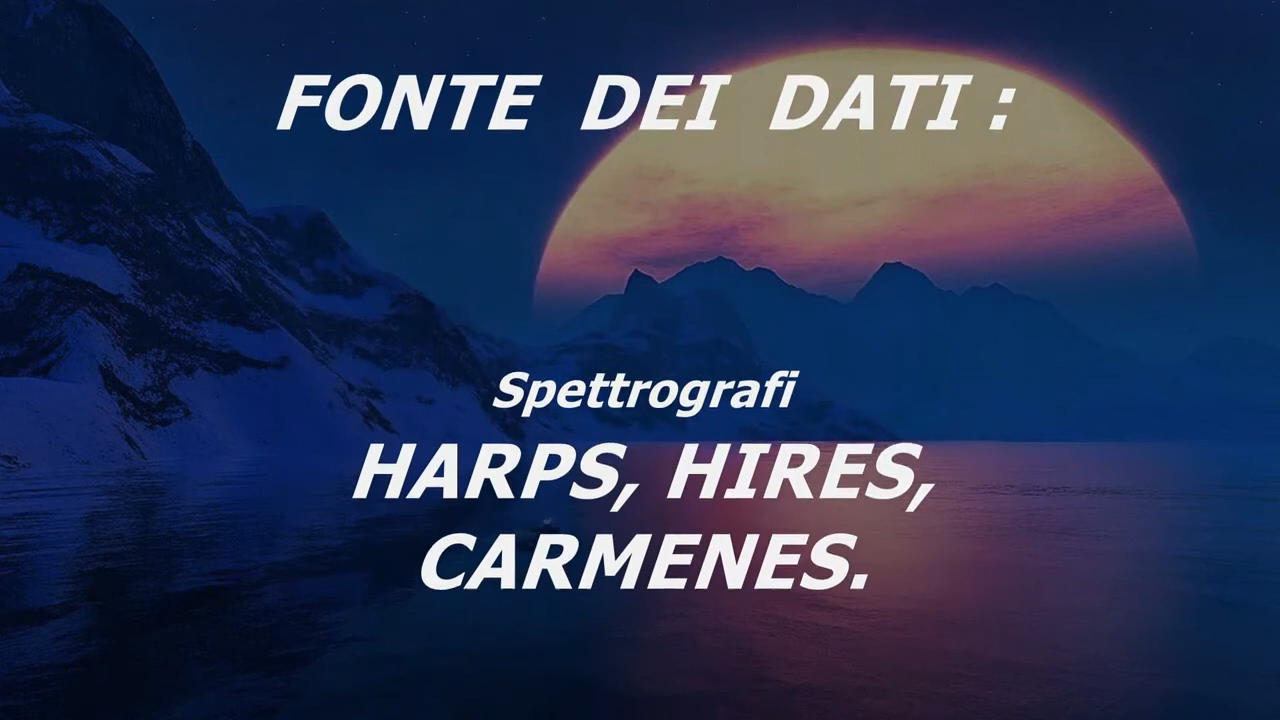 FONTE DEI DATI :
Spettrografi
HARPS, HIRES,
CARMENES.